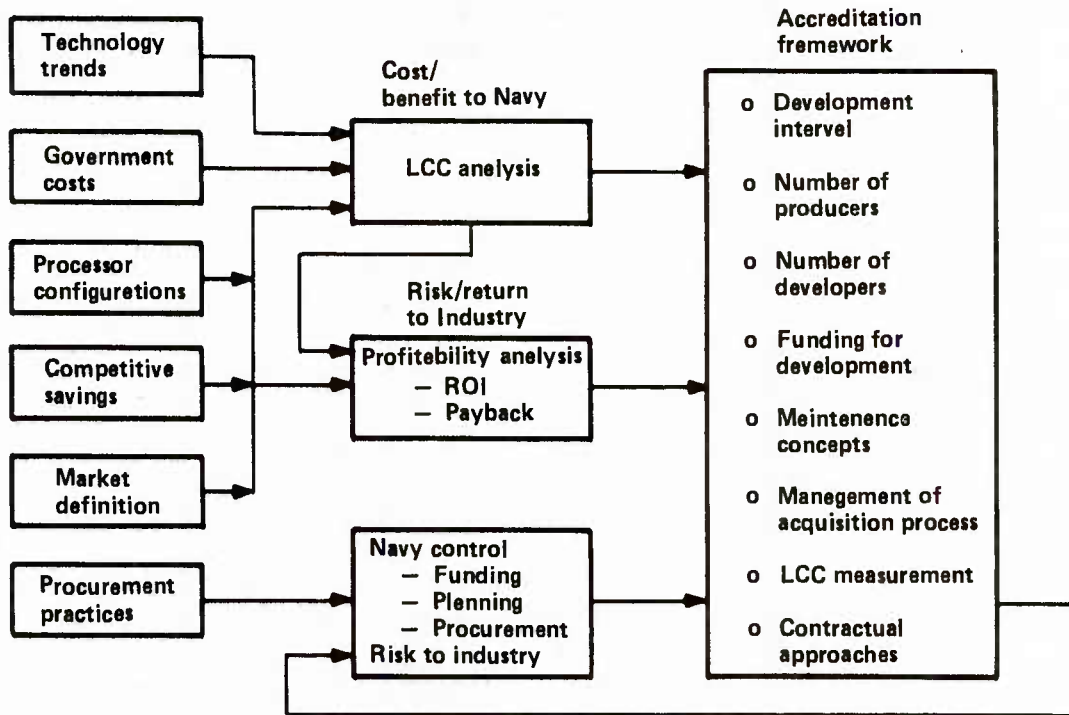 Technology
trends
Government
costs
Processor
configuretions
Competitive
savings
Market
definition
Procurement
practices
Cost/
benefit to Navy
LCC anelysis
Risk/return
to Industry
Profitebility analysis
— ROI
— Payback
Navy control
— Funding
— Plenning
— Procurement
Risk to industry
Accreditation
fremework
o Development
intervel
o Number of
producers
o Number of
developers
o Funding for
development
o Meintenence
concepts
o Manegement of
acquisition process
o LCC measurement
o Contractual
approaches